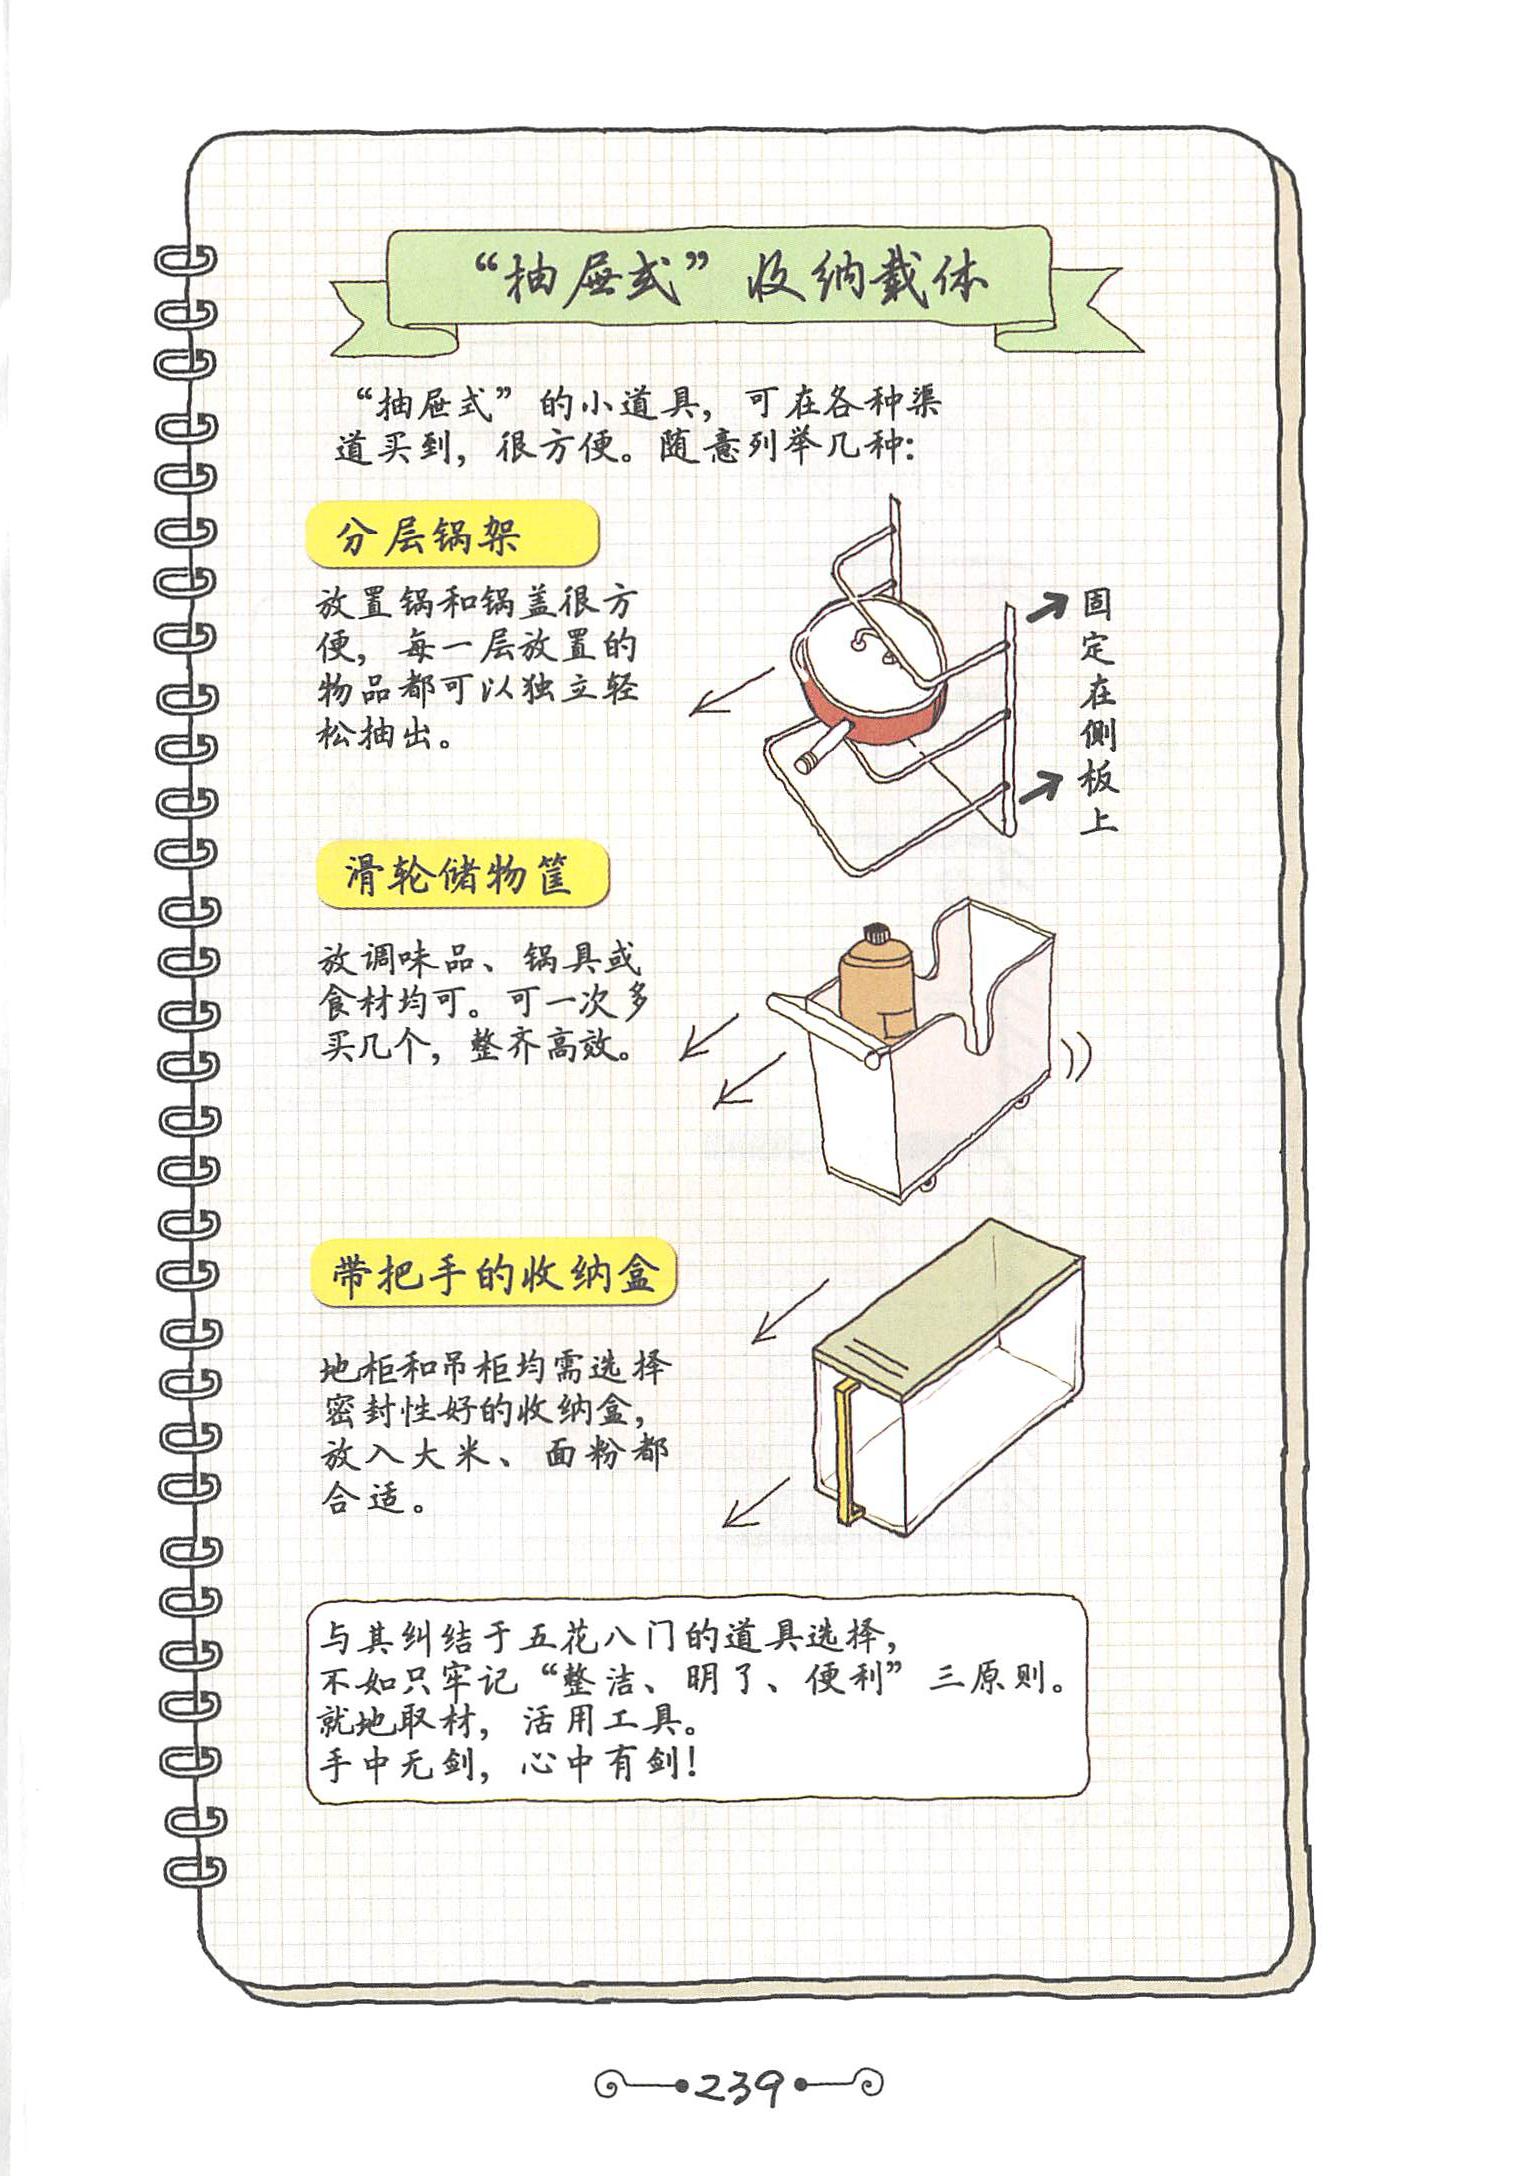 “抽屉式”收纳载体
“抽屉式”的小道具，可在各种渠
道买到，很方便。随意列举几种：
分层锅架
放置锅和锅盖很方
便，每一层放置的
物品都可以独立轻
松抽出。
固定在侧板上
滑轮储物筐
放调味品、锅具或
食材均可。可一次多
买几个，整齐高效。
带把手的收纳盒
地柜和吊柜均需选择
密封性好的收纳盒，
放入大米、面粉都
合适。
与其纠结于五花八门的道具选择，
不如只牢记“整洁、明了、便利”三原则。
就地取材，活用工具。
手中无剑，心中有剑！
239